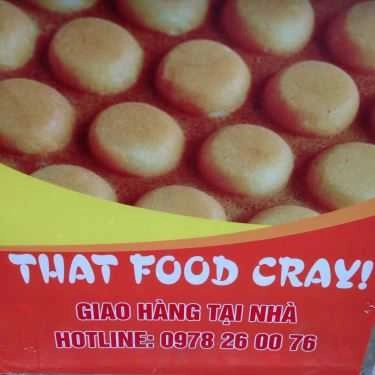 THAT FOOD CRAY!
GIAO HÀNG TẠI NHÀ
HOTLINE: 0978 26 00 76